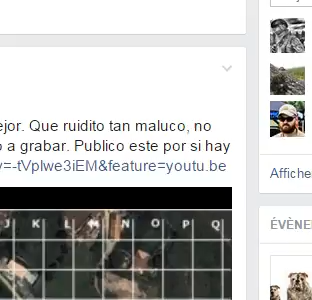 ejor. Que ruidito tan maluco, no
o a grabar. Publico este por si hay
v=-tVplwe3iEM&feature=youtu.be
J K L M N O P Q
Affiche
ÉVÈNE